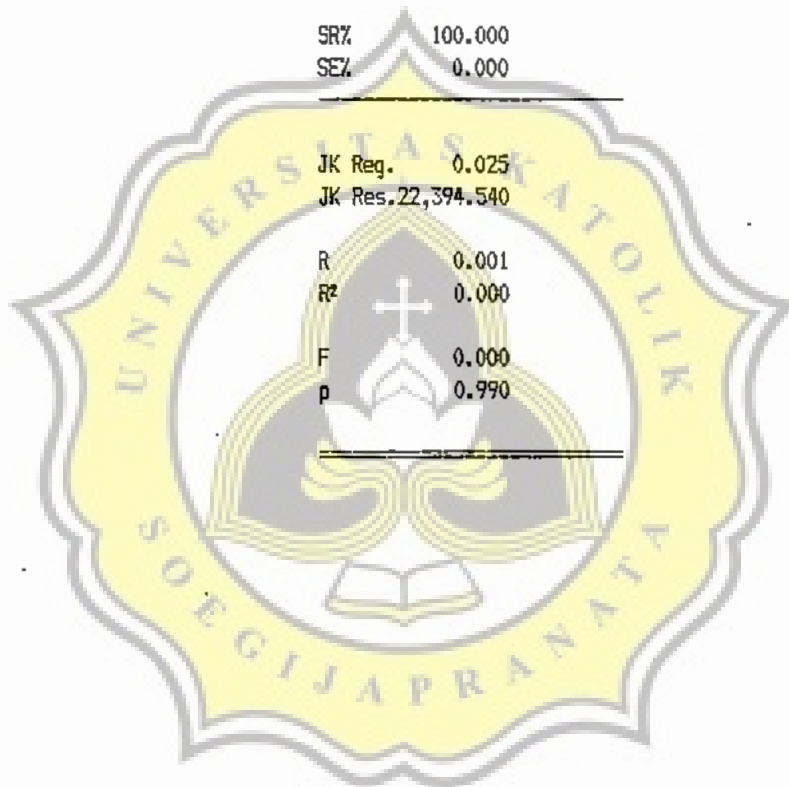 SR% 100.000
SE% 0.000
JK Reg. 0.025
JK Res.22,394.540
R 0.001
R² 0.000
F 0.000
p 0.990
UNIVERSITAS KATOLIK
SOEGIJAPRANATA